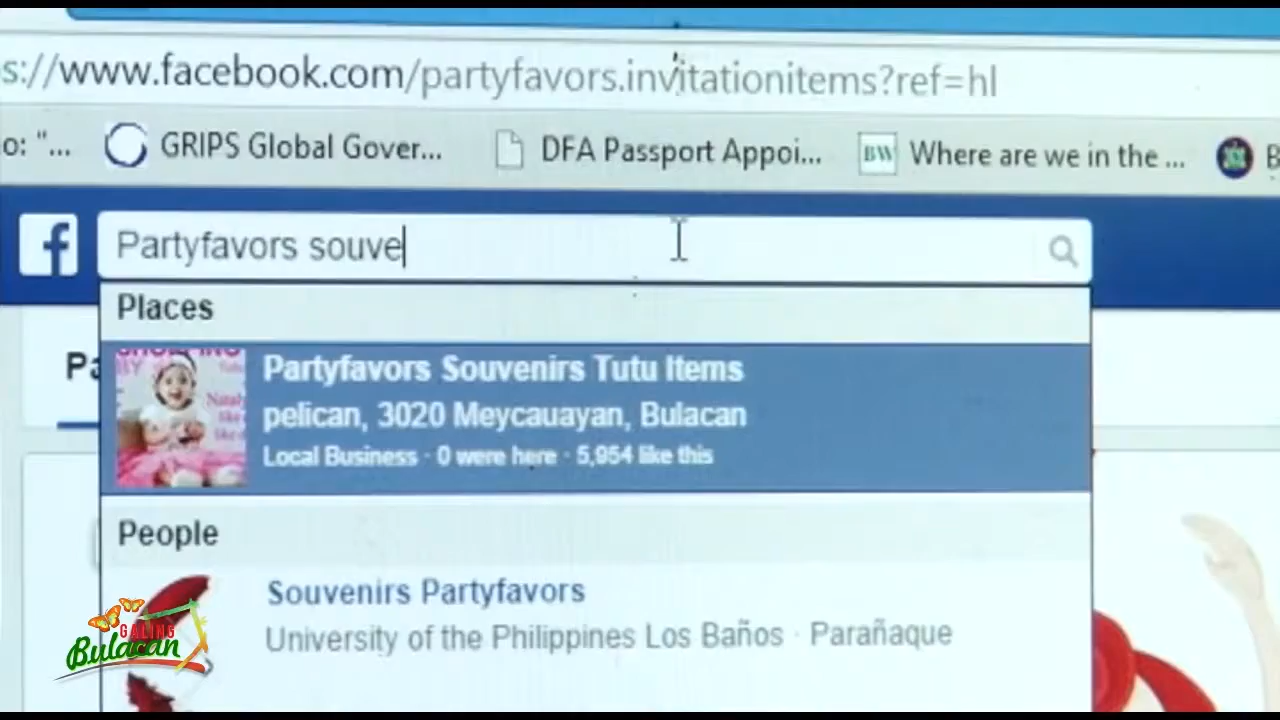 s://www.facebook.com/partyfavors.invitationitems?ref=hl
o: "...
GRIPS Global Gover...
DFA Passport Appoi...
BW
Where are we in the ...
B
f
Partyfavors souve
Places
Pa
Partyfavors Souvenirs Tutu Items
pelican, 3020 Meycauayan, Bulacan
Local Business · 0 were here · 5,954 like this
People
Souvenirs Partyfavors
University of the Philippines Los Baños · Parañaque
GALING
Bulacan